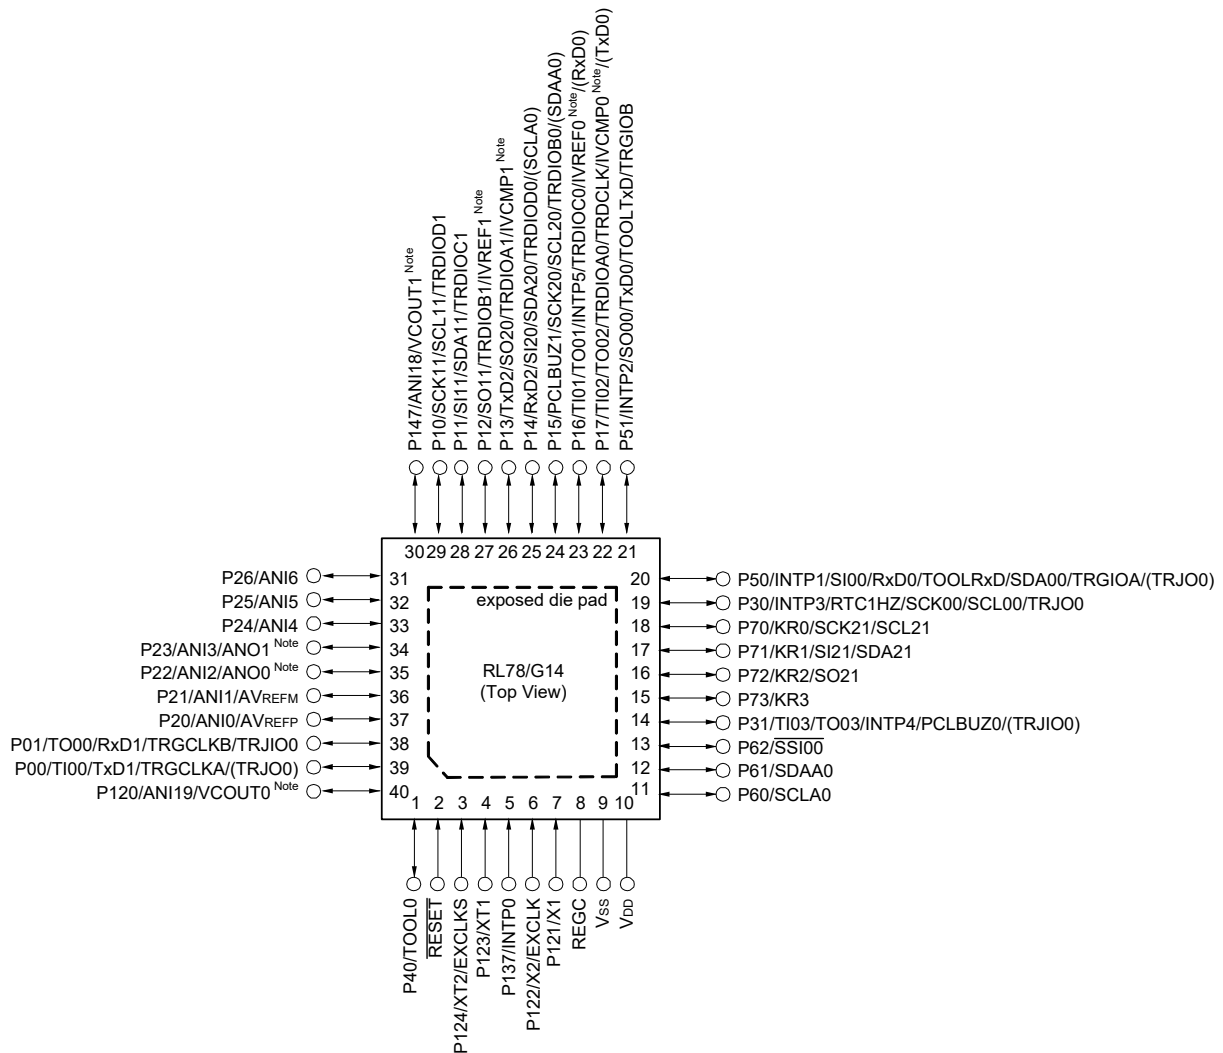 P147/ANI18/VCOUT1 Note
P10/SCK11/SCL11/TRDIOD1
P11/SI11/SDA11/TRDIOC1
P12/SO11/TRDIOB1/IVREF1 Note
P13/TxD2/SO20/TRDIOA1/IVCMP1 Note
P14/RxD2/SI20/SDA20/TRDIOD0/(SCLA0)
P15/PCLBUZ1/SCK20/SCL20/TRDIOB0/(SDAA0)
P16/TI01/TO01/INTP5/TRDIOC0/IVREF0 Note/(RxD0)
P17/TI02/TO02/TRDIOA0/TRDCLK/IVCMP0 Note/(TxD0)
P51/INTP2/SO00/TxD0/TOOLTxD/TRGIOB
30 29 28 27 26 25 24 23 22 21
P26/ANI6 31
P25/ANI5 32
P24/ANI4 33
P23/ANI3/ANO1 Note 34
P22/ANI2/ANO0 Note 35
P21/ANI1/AVREFM 36
P20/ANI0/AVREFP 37
P01/TO00/RxD1/TRGCLKB/TRJIO0 38
P00/TI00/TxD1/TRGCLKA/(TRJO0) 39
P120/ANI19/VCOUT0 Note 40
exposed die pad
RL78/G14
(Top View)
20 P50/INTP1/SI00/RxD0/TOOLRxD/SDA00/TRGIOA/(TRJO0)
19 P30/INTP3/RTC1HZ/SCK00/SCL00/TRJO0
18 P70/KR0/SCK21/SCL21
17 P71/KR1/SI21/SDA21
16 P72/KR2/SO21
15 P73/KR3
14 P31/TI03/TO03/INTP4/PCLBUZ0/(TRJIO0)
13 P62/SSI00
12 P61/SDAA0
11 P60/SCLA0
1 2 3 4 5 6 7 8 9 10
P40/TOOL0
RESET
P124/XT2/EXCLKS
P123/XT1
P137/INTP0
P122/X2/EXCLK
P121/X1
REGC
VSS
VDD